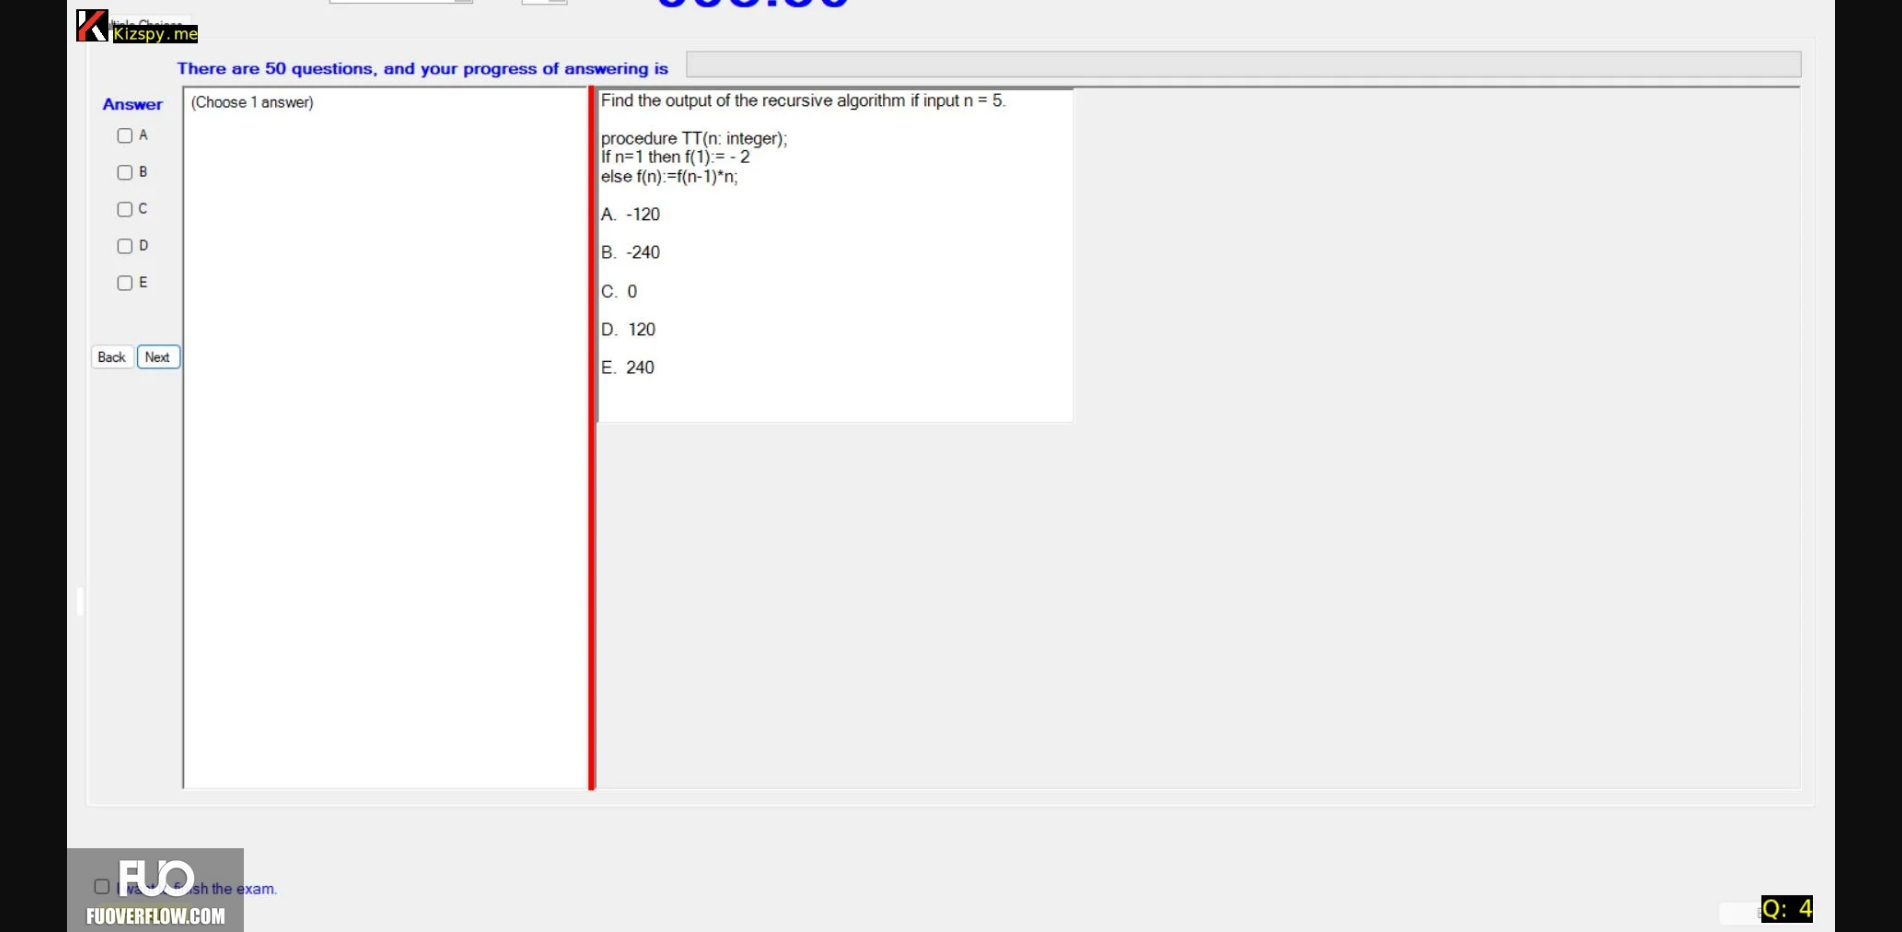 Kizspy.me
There are 50 questions, and your progress of answering is
Answer
(Choose 1 answer)
A
B
C
D
E
Back Next
Find the output of the recursive algorithm if input n = 5.
procedure TT(n: integer);
If n=1 then f(1):= - 2
else f(n):=f(n-1)*n;
A. -120
B. -240
C. 0
D. 120
E. 240
FUO
the exam.
FUOVERFLOW.COM
Q: 4